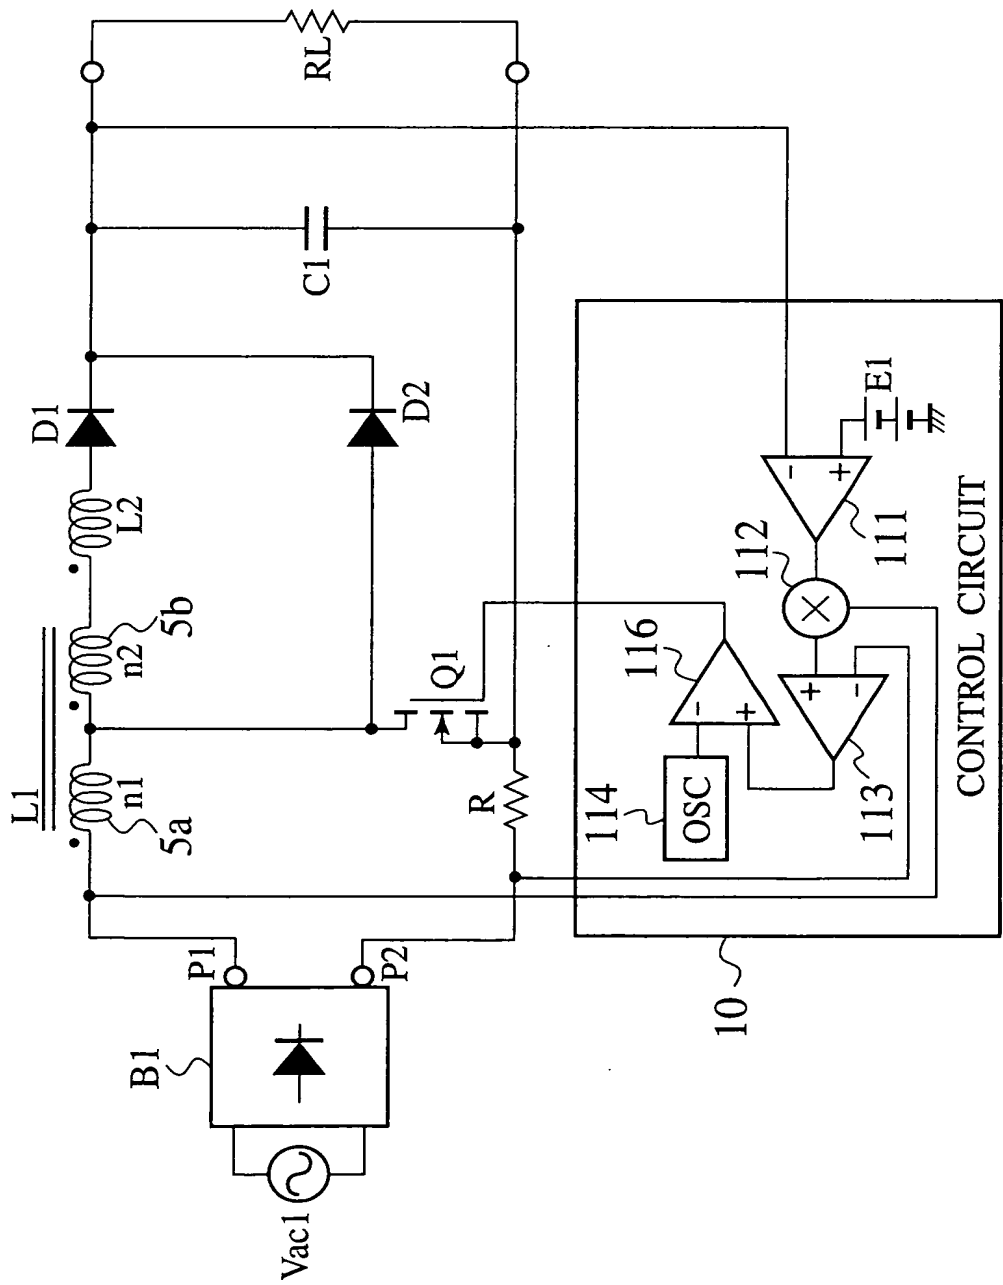 L1
5a
n1
n2
5b
L2
D1
D2
C1
RL
Vac1
B1
P1
P2
R
Q1
10
114
OSC
116
-
+
113
+
-
112
111
-
+
E1
CONTROL CIRCUIT